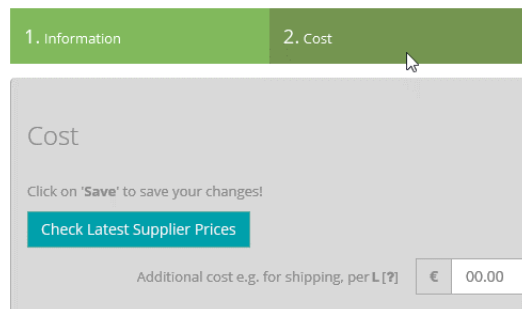 1. Information
2. Cost
Cost
Click on 'Save' to save your changes!
Check Latest Supplier Prices
Additional cost e.g. for shipping, per L [?] € 00.00